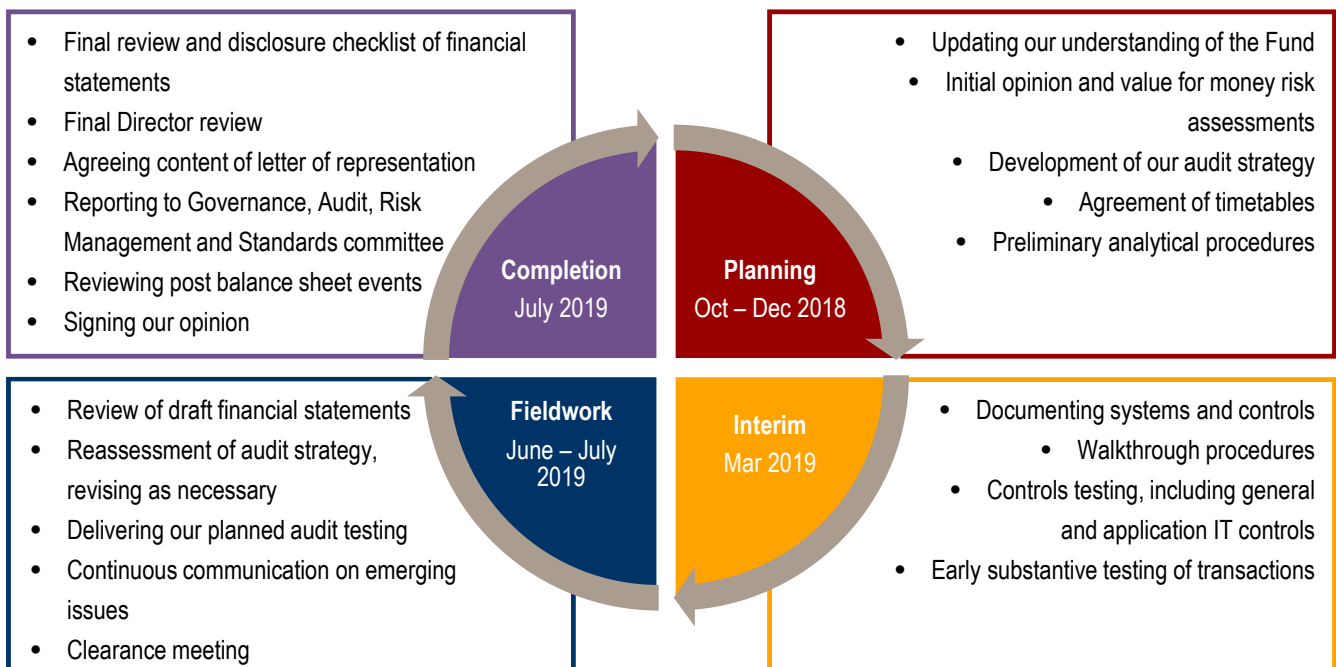 • Final review and disclosure checklist of financial
statements
• Final Director review
• Agreeing content of letter of representation
• Reporting to Governance, Audit, Risk
Management and Standards committee
• Reviewing post balance sheet events
• Signing our opinion
Completion
July 2019
Planning
Oct – Dec 2018
• Updating our understanding of the Fund
• Initial opinion and value for money risk
assessments
• Development of our audit strategy
• Agreement of timetables
• Preliminary analytical procedures
• Review of draft financial statements
• Reassessment of audit strategy,
revising as necessary
• Delivering our planned audit testing
• Continuous communication on emerging
issues
• Clearance meeting
Fieldwork
June – July
2019
Interim
Mar 2019
• Documenting systems and controls
• Walkthrough procedures
• Controls testing, including general
and application IT controls
• Early substantive testing of transactions